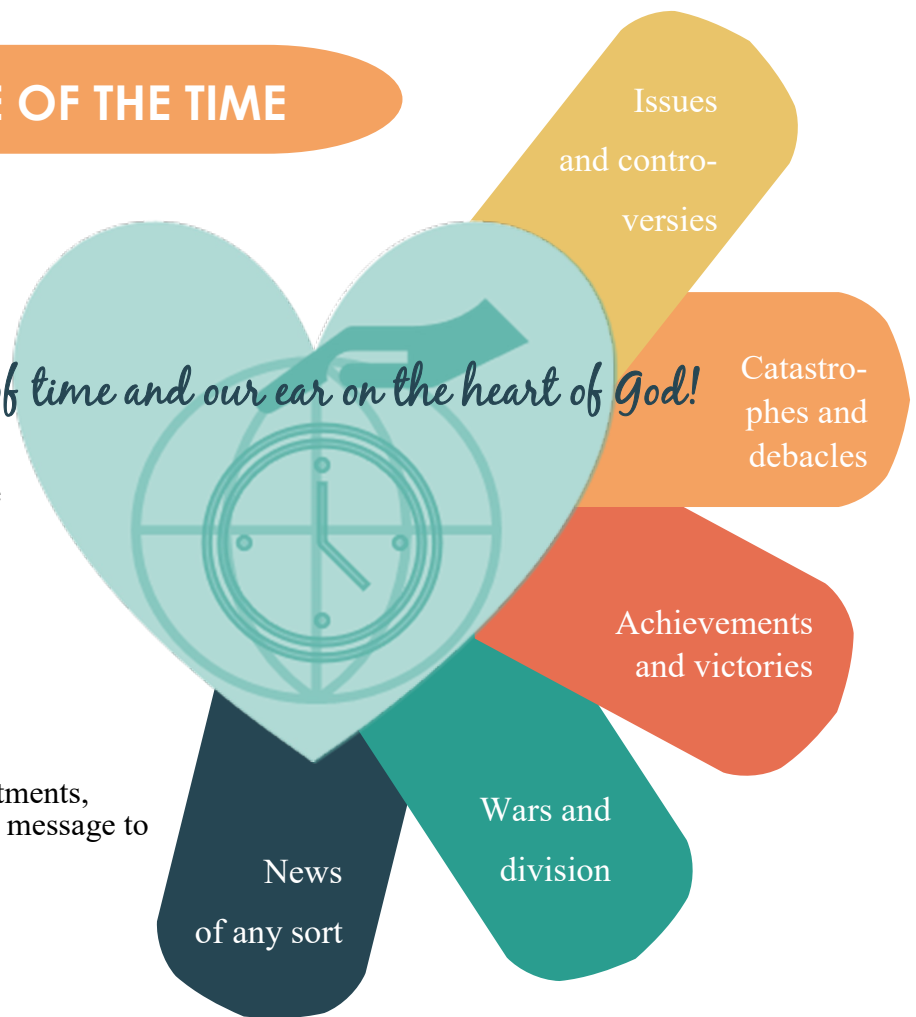 E OF THE TIME
Issues
and contro-
versies
of time and our ear on the heart of God!
Catastro-
phes and
debacles
Achievements
and victories
tments,
message to
Wars and
division
News
of any sort